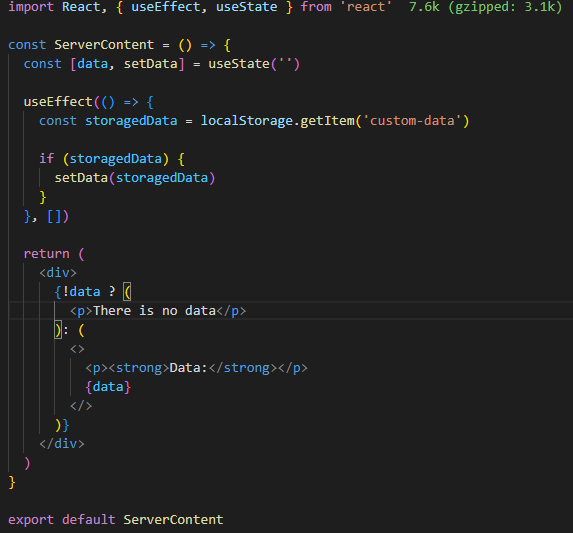 import React, { useEffect, useState } from 'react'  7.6k (gzipped: 3.1k)

const ServerContent = () => {
  const [data, setData] = useState('')

  useEffect(() => {
    const storagedData = localStorage.getItem('custom-data')

    if (storagedData) {
      setData(storagedData)
    }
  }, [])

  return (
    <div>
      {!data ? (
        <p>There is no data</p>
      ): (
        <>
          <p><strong>Data:</strong></p>
          {data}
        </>
      )}
    </div>
  )
}

export default ServerContent